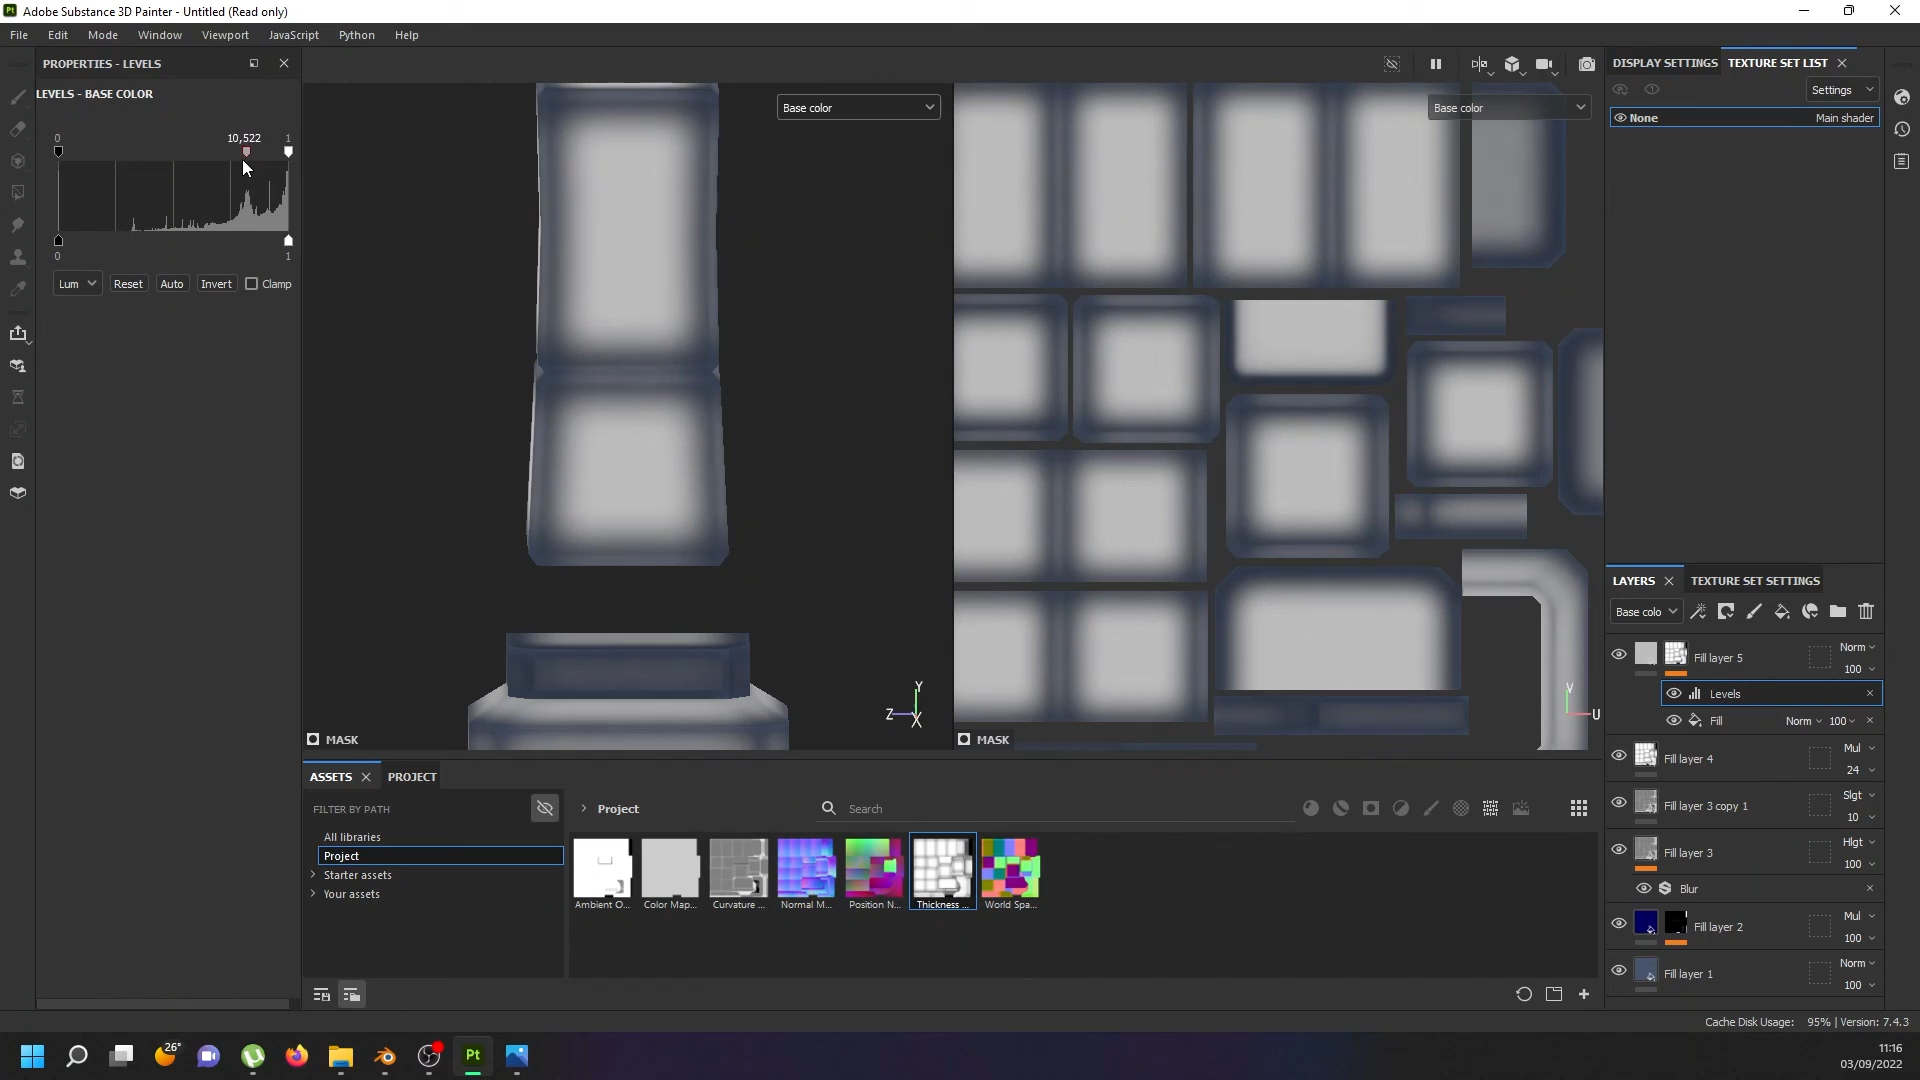 Adobe Substance 3D Painter - Untitled (Read only)
File Edit Mode Window Viewport JavaScript Python Help
PROPERTIES - LEVELS
LEVELS - BASE COLOR
0 10,522 1
0 1
Lum Reset Auto Invert Clamp
Base color
Base color
Z Y X
V U
MASK
MASK
DISPLAY SETTINGS TEXTURE SET LIST
Settings
None Main shader
LAYERS TEXTURE SET SETTINGS
Base colo
Fill layer 5 Norm 100
Levels
Fill Norm 100
Fill layer 4 Mul 24
Fill layer 3 copy 1 Slgt 10
Fill layer 3 Hlgt 100
Blur
Fill layer 2 Mul 100
Fill layer 1 Norm 100
ASSETS PROJECT
FILTER BY PATH
All libraries
Project
Starter assets
Your assets
Project Search
Ambient O... Color Map... Curvature ... Normal M... Position N... Thickness ... World Spa...
Cache Disk Usage: 95% | Version: 7.4.3
26° Pt
11:16
03/09/2022